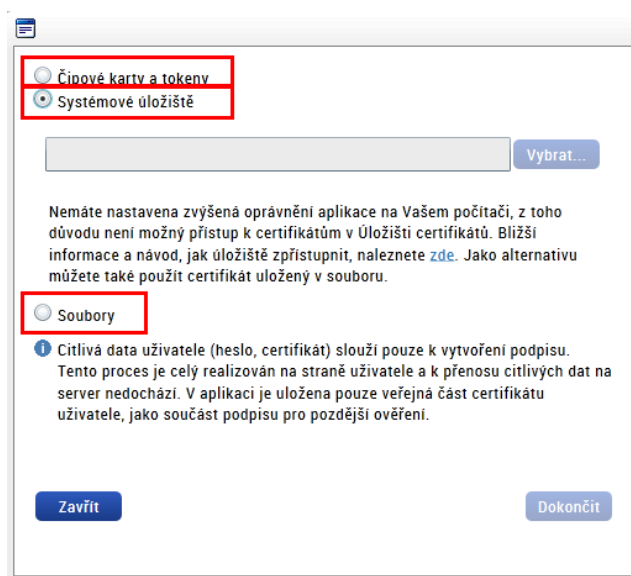 Čipové karty a tokeny
Systémové úložiště
Vybrat...
Nemáte nastavena zvýšená oprávnění aplikace na Vašem počítači, z toho
důvodu není možný přístup k certifikátům v Úložišti certifikátů. Bližší
informace a návod, jak úložiště zpřístupnit, naleznete zde. Jako alternativu
můžete také použít certifikát uložený v souboru.
Soubory
Citlivá data uživatele (heslo, certifikát) slouží pouze k vytvoření podpisu.
Tento proces je celý realizován na straně uživatele a k přenosu citlivých dat na
server nedochází. V aplikaci je uložena pouze veřejná část certifikátu
uživatele, jako součást podpisu pro pozdější ověření.
Zavřít
Dokončit